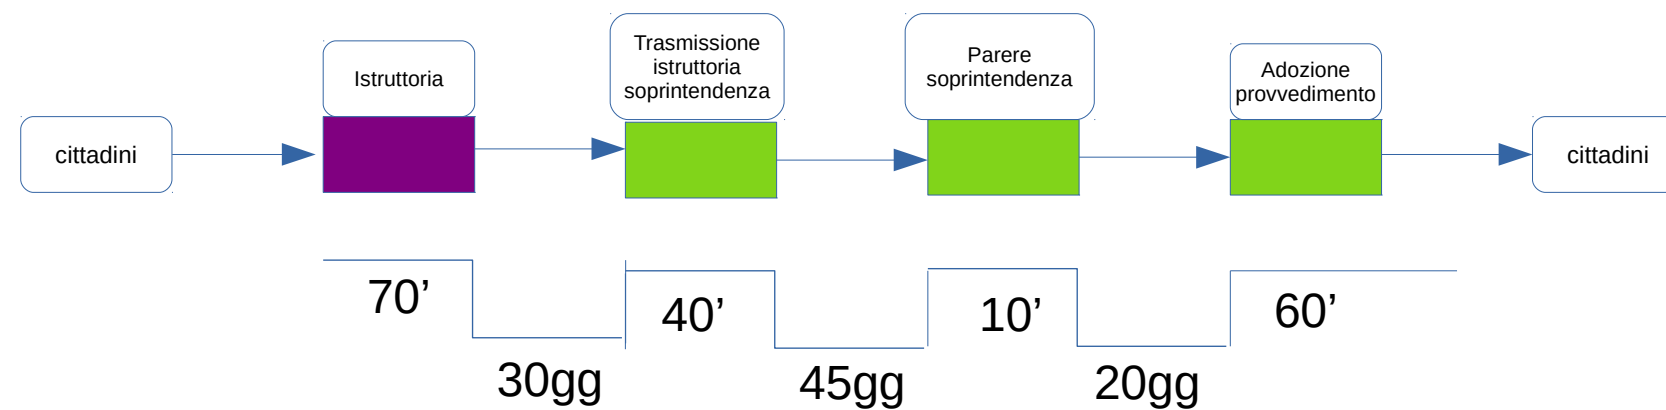 cittadini
Istruttoria
Trasmissione
istruttoria
soprintendenza
Parere
soprintendenza
Adozione
provvedimento
cittadini
70’
40’
10’
60’
30gg
45gg
20gg